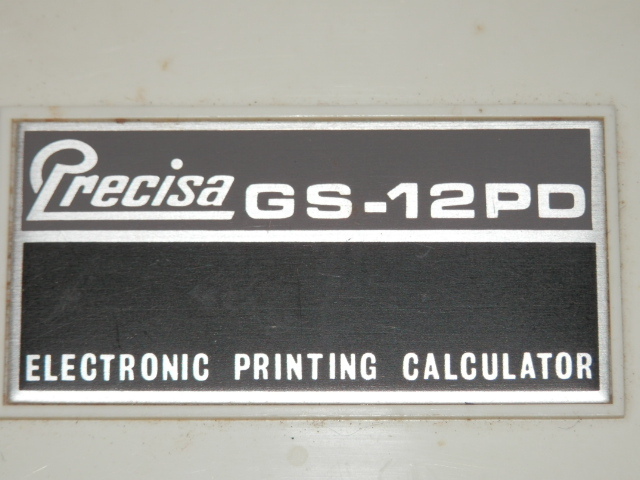 Precisa GS-12PD
ELECTRONIC PRINTING CALCULATOR